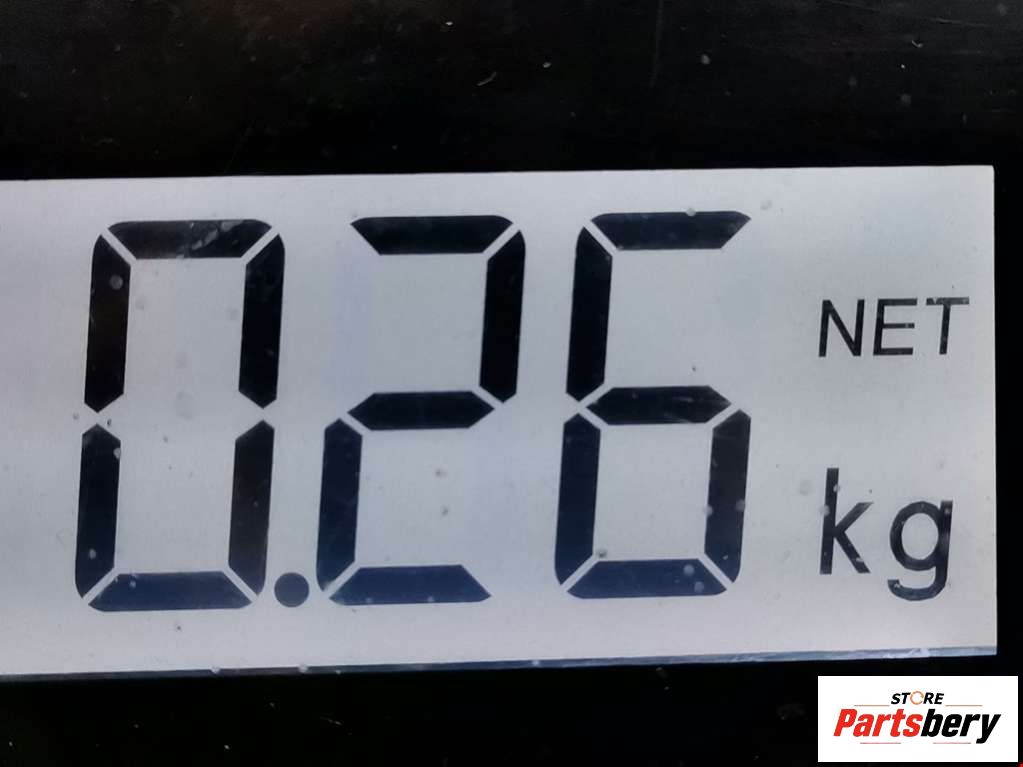 0.26 NET
kg
STORE
Partsbery